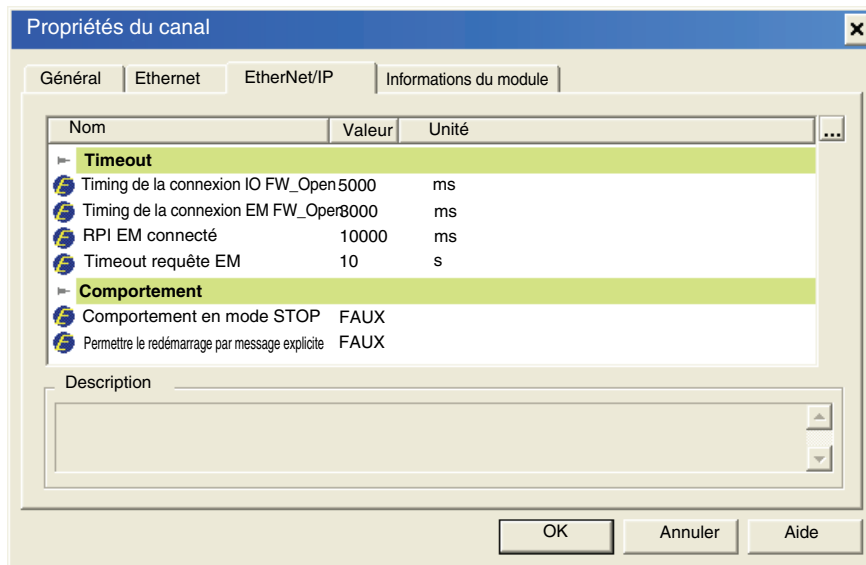 Propriétés du canal
Général Ethernet EtherNet/IP Informations du module
Nom Valeur Unité ...
Timeout
Timing de la connexion IO FW_Open 5000 ms
Timing de la connexion EM FW_Open 3000 ms
RPI EM connecté 10000 ms
Timeout requête EM 10 s
Comportement
Comportement en mode STOP FAUX
Permettre le redémarrage par message explicite FAUX
Description
OK Annuler Aide